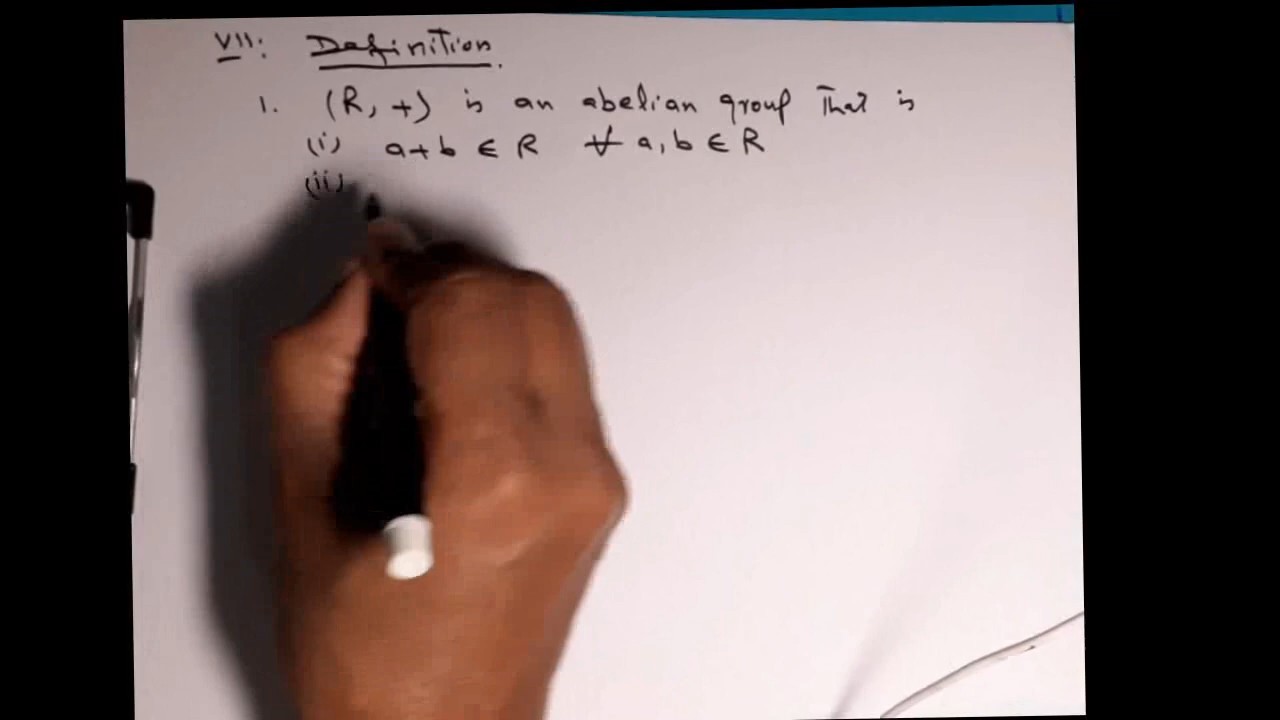 VII: Definition.
1. (R, +) is an abelian group That is
(i) a+b ∈ R ∀ a, b ∈ R
(ii)